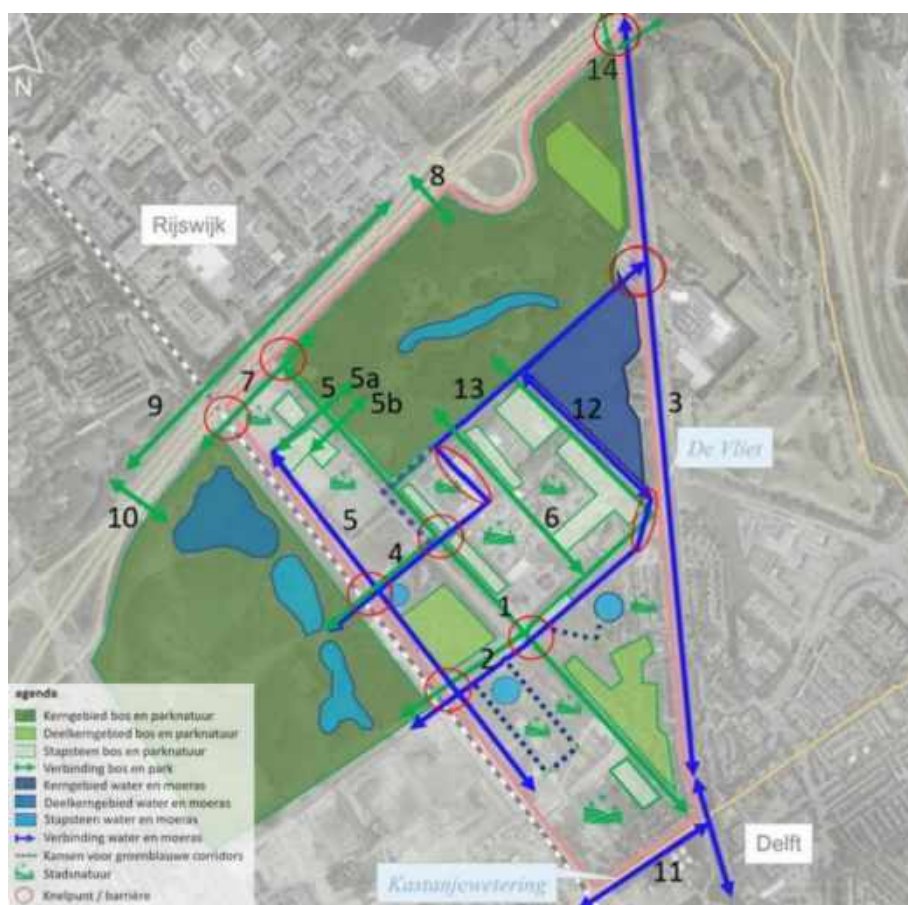 14
N
8
Rijswijk
5a
7
5
5b
13
9
12
3
De Vliet
10
5
6
4
1
2
agenda
Kerngebied bos en parknatuur
Deelkerngebied bos en parknatuur
Stapsteen bos en parknatuur
Verbinding bos en park
Kerngebied water en moeras
Deelkerngebied water en moeras
Stapsteen water en moeras
Verbinding water en moeras
Kansen voor groenblauwe corridors
Stadsnatuur
Knelpunt / barrière
Delft
11
Kastanjewetering